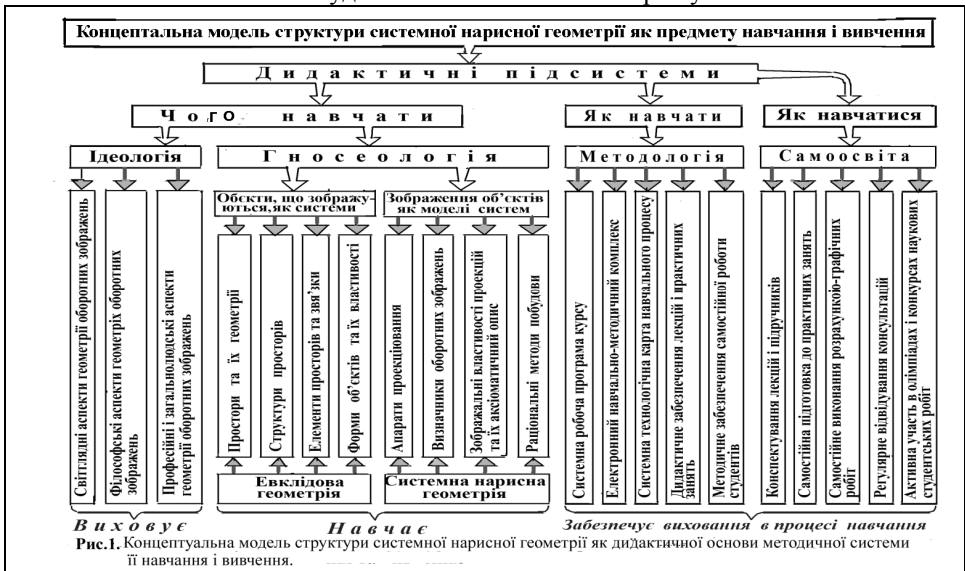 Концептальна модель структури системної нарисної геометрії як предмету навчання і вивчення
Дидактичні підсистеми
Чого навчати
Як навчати
Як навчатися
Ідеологія
Гносеологія
Методологія
Самоосвіта
Обєкти, що зображу-
ються, як системи
Зображення об’єктів
як моделі систем
Світглядні аспекти геометрії оборотних зображень
Філософські аспекти геометріх оборотних
зображень
Професійні і загальнолюдські аспекти
геометрії оборотних зображень
Простори та їх геометрії
Структури просторів
Елементи просторів та звя’зки
Форми об’єктів та їх властивості
Апарати проекціювання
Визначники оборотних зображень
Зображальні властивості проекцій
та їх аксіоматичний опис
Раціональні методи побудови
Системна робоча програма курсу
Електронний навчально-методичний комплекс
Системна технологічна карта навчального процесу
Дидактичне забезпечення лекцій і практичних
занять
Методичне забезпечення самостійної роботи
студентів
Конспектування лекцій і підручників
Самостійна підготовка до практичних занять
Самостійне виконання розрахункою-графічних
робіт
Регулярне відвідування консультацій
Активна участь в олімпіадах і конкурсах наукових
студентських робіт
Евклідова
геометрія
Системна нарисна
геометрія
Виховує
Навчає
Забезпечує виховання в процесі навчання
Рис.1. Концептуальна модель структури системної нарисної геометрії як дидактичної основи методичної системи
її навчання і вивчення.